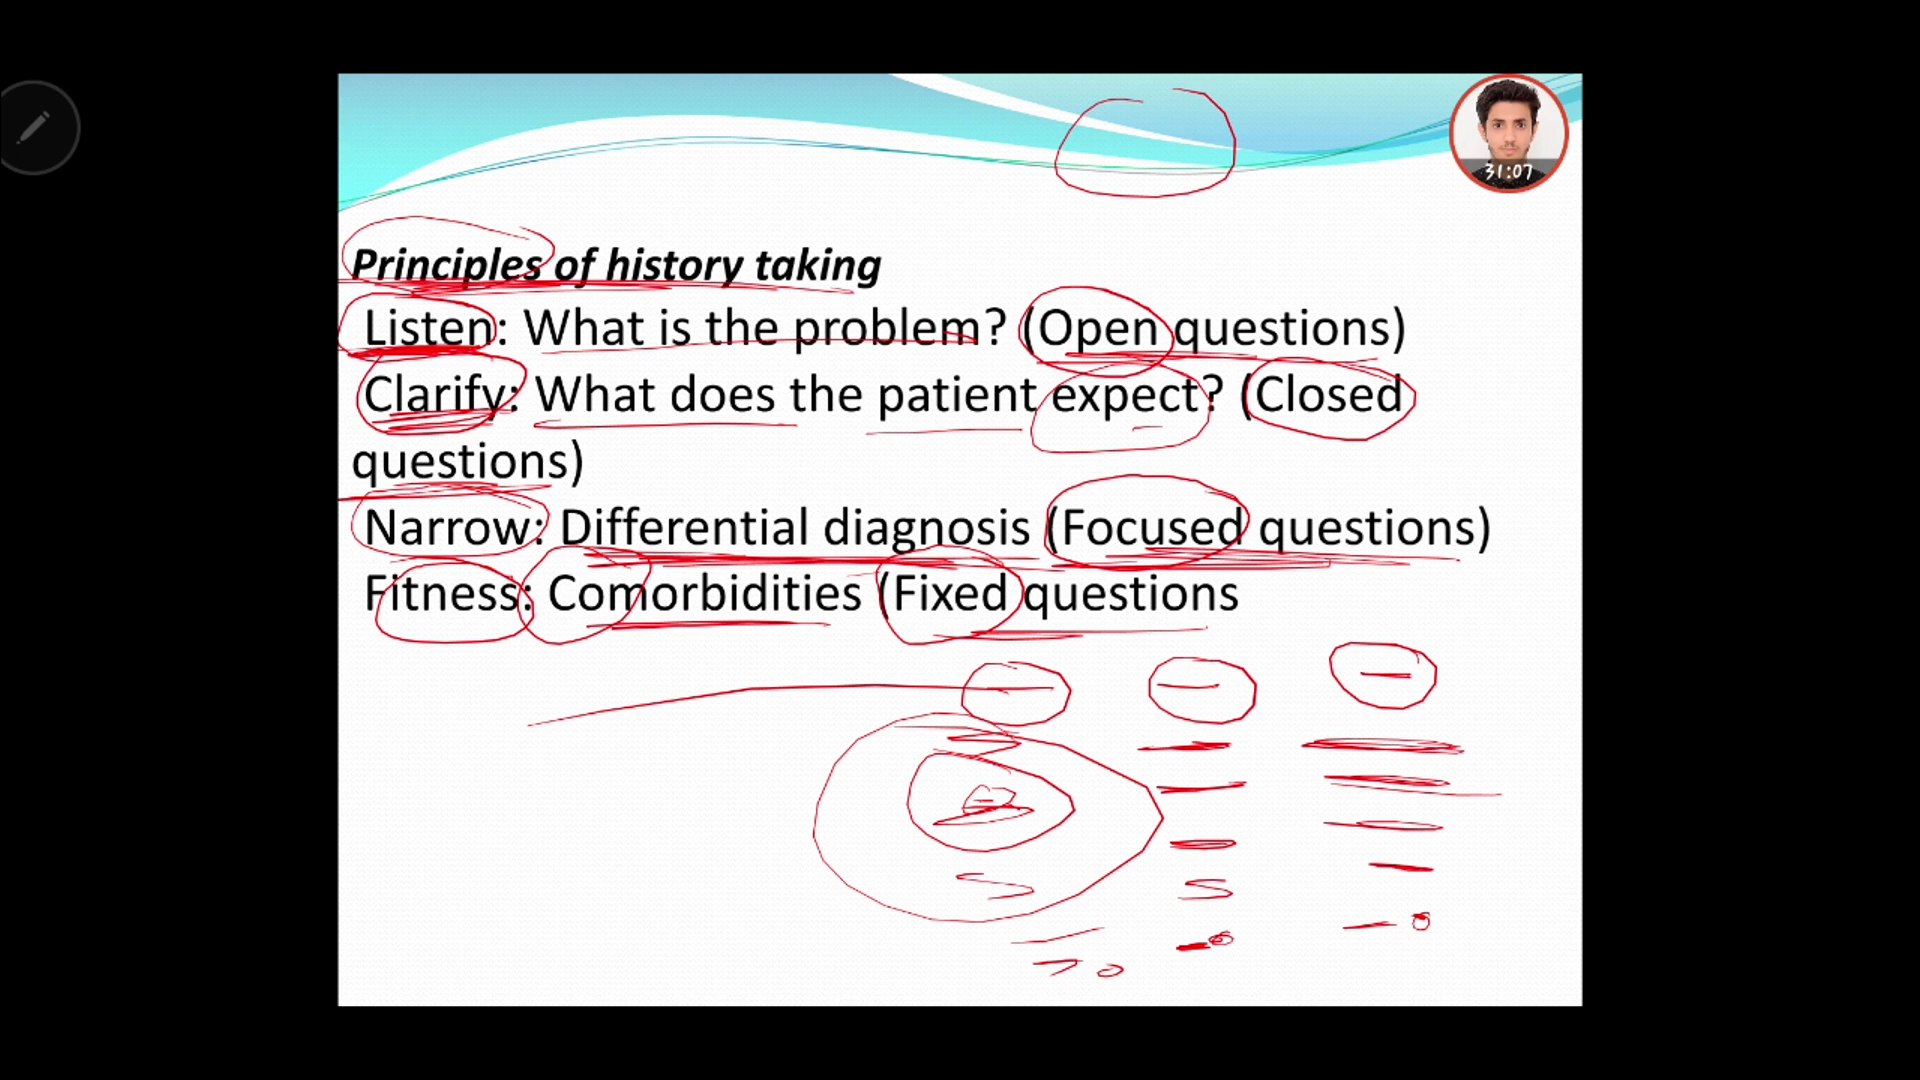 31:07
Principles of history taking
Listen: What is the problem? (Open questions)
Clarify: What does the patient expect? (Closed
questions)
Narrow: Differential diagnosis (Focused questions)
Fitness: Comorbidities (Fixed questions